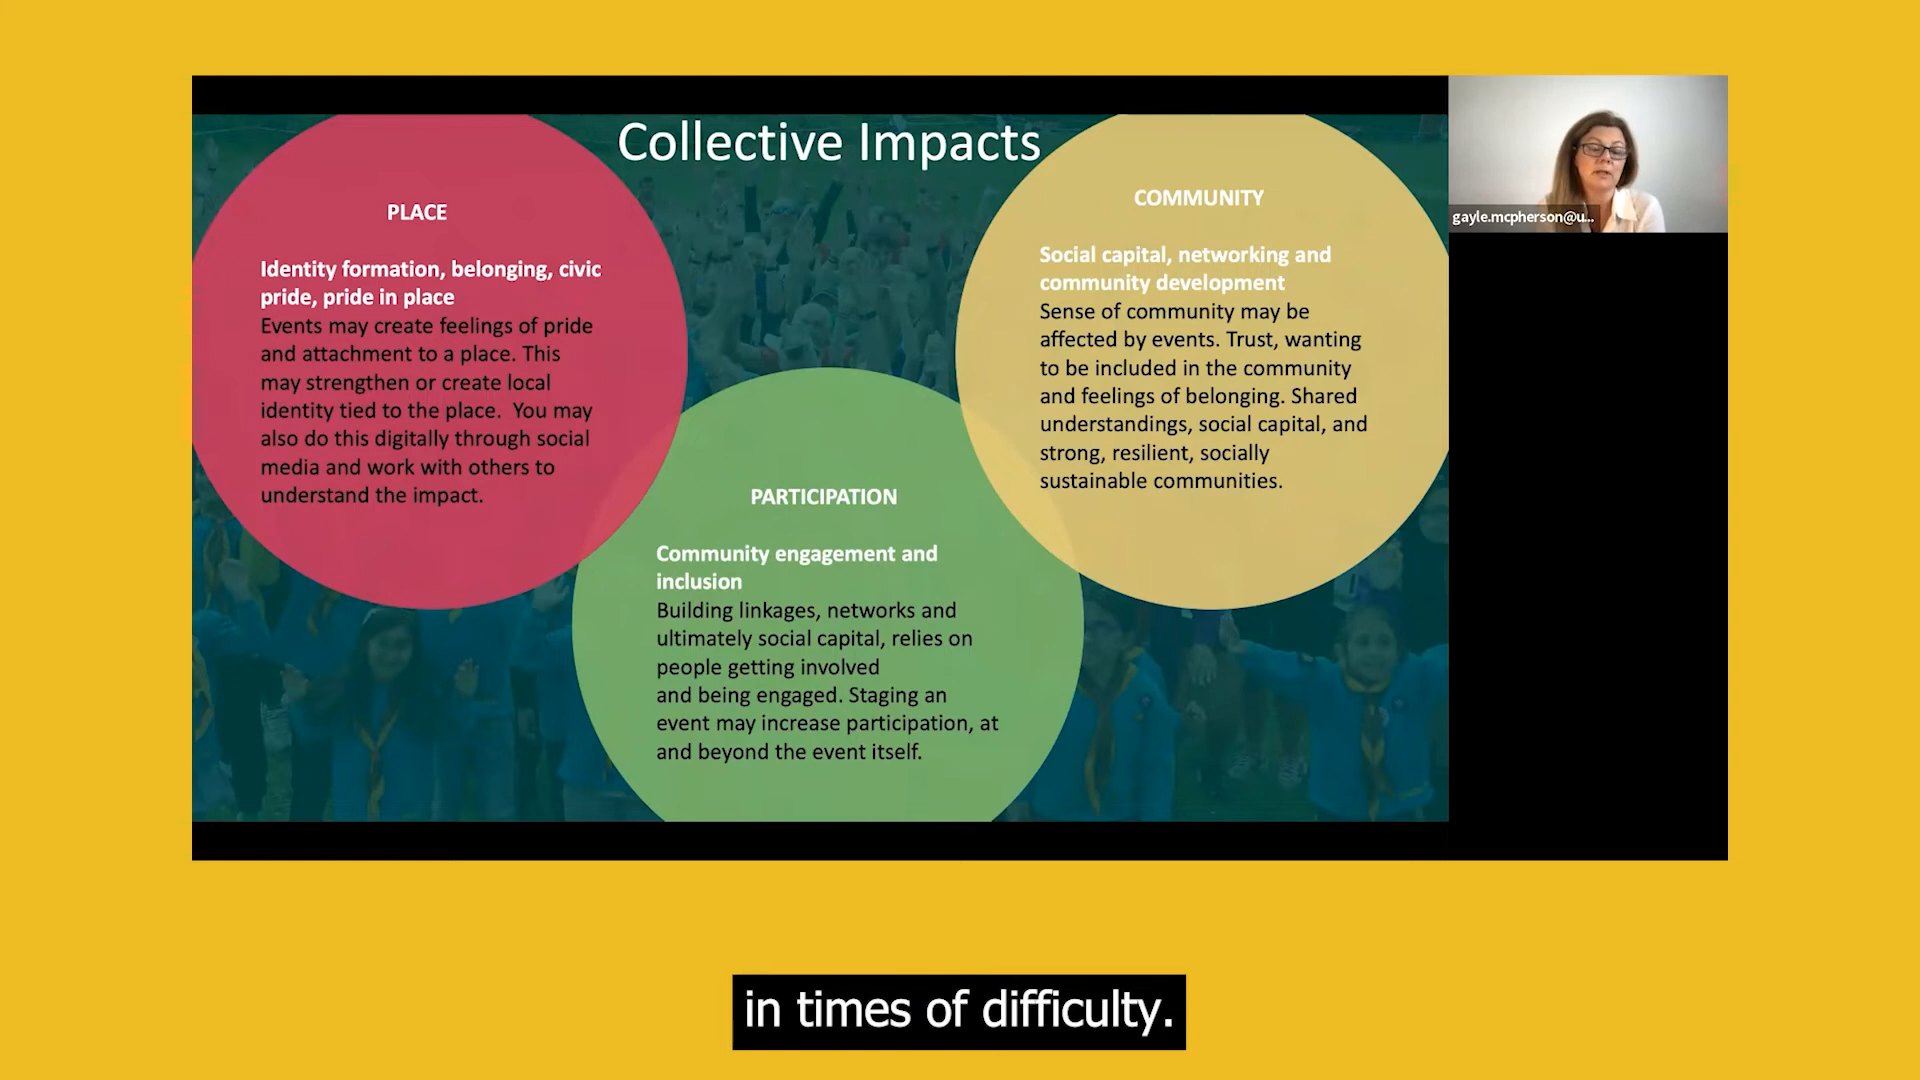 Collective Impacts
PLACE
Identity formation, belonging, civic
pride, pride in place
Events may create feelings of pride
and attachment to a place. This
may strengthen or create local
identity tied to the place.  You may
also do this digitally through social
media and work with others to
understand the impact.
PARTICIPATION
Community engagement and
inclusion
Building linkages, networks and
ultimately social capital, relies on
people getting involved
and being engaged. Staging an
event may increase participation, at
and beyond the event itself.
COMMUNITY
Social capital, networking and
community development
Sense of community may be
affected by events. Trust, wanting
to be included in the community
and feelings of belonging. Shared
understandings, social capital, and
strong, resilient, socially
sustainable communities.
gayle.mcpherson@u...
in times of difficulty.